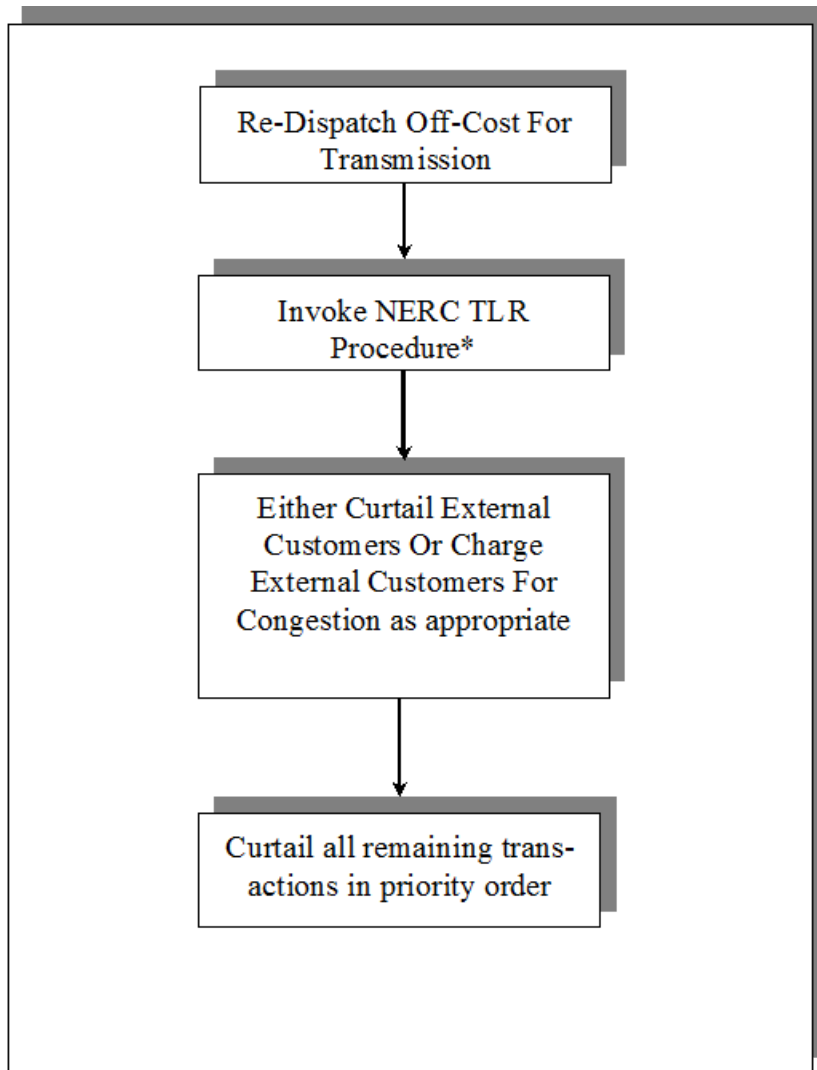 Re-Dispatch Off-Cost For
Transmission
Invoke NERC TLR
Procedure*
Either Curtail External
Customers Or Charge
External Customers For
Congestion as appropriate
Curtail all remaining trans-
actions in priority order